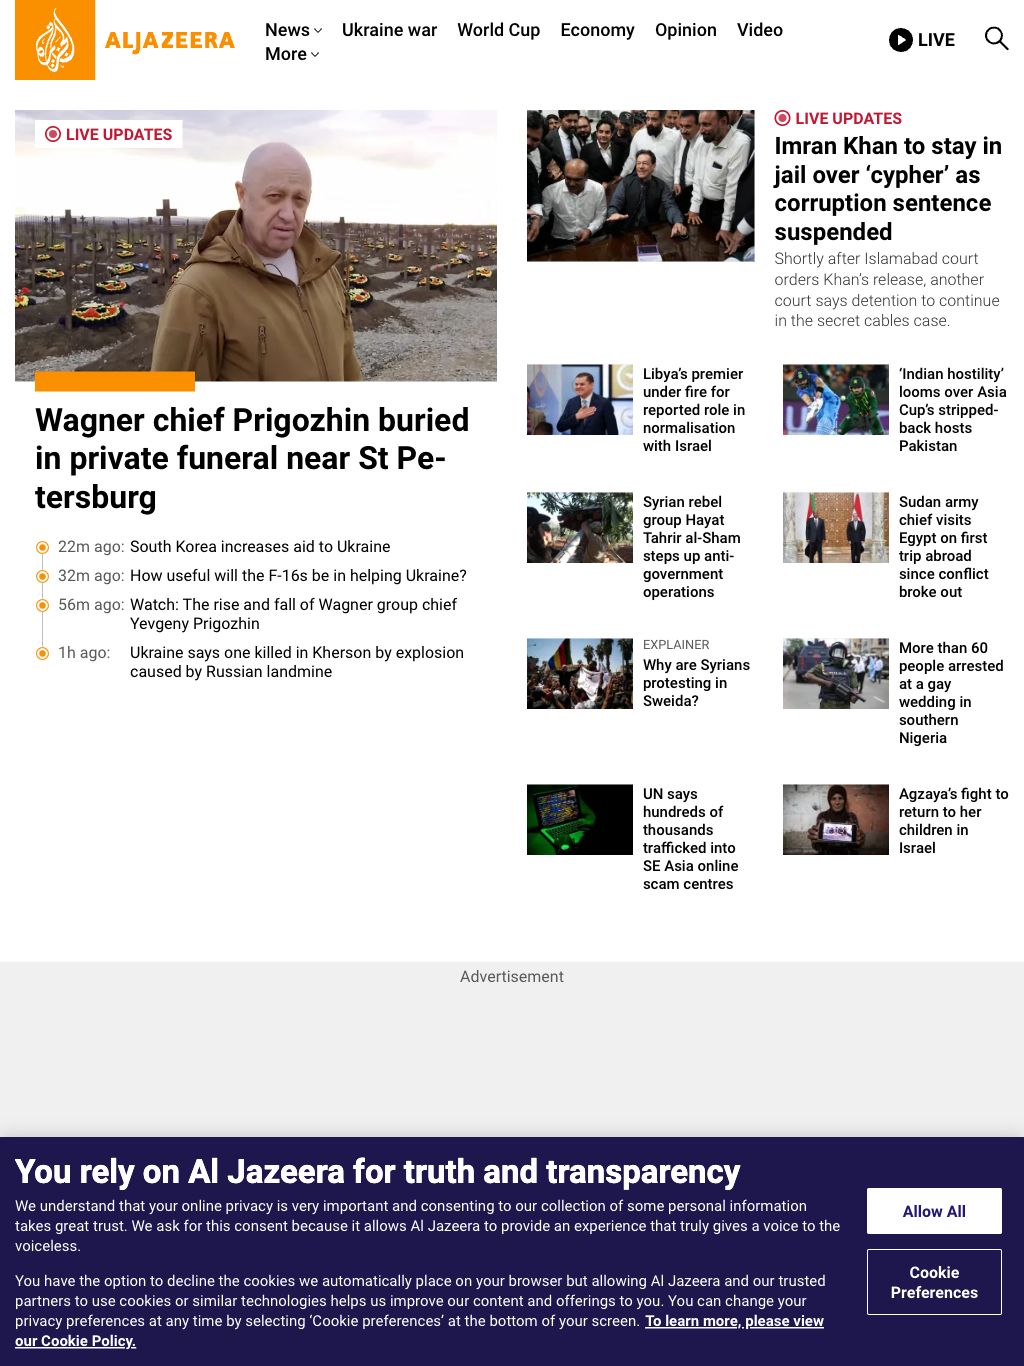 ALJAZEERA
News
Ukraine war
World Cup
Economy
Opinion
Video
More
LIVE
LIVE UPDATES
Wagner chief Prigozhin buried
in private funeral near St Pe-
tersburg
22m ago: South Korea increases aid to Ukraine
32m ago: How useful will the F-16s be in helping Ukraine?
56m ago: Watch: The rise and fall of Wagner group chief
Yevgeny Prigozhin
1h ago: Ukraine says one killed in Kherson by explosion
caused by Russian landmine
LIVE UPDATES
Imran Khan to stay in
jail over ‘cypher’ as
corruption sentence
suspended
Shortly after Islamabad court
orders Khan’s release, another
court says detention to continue
in the secret cables case.
Libya’s premier
under fire for
reported role in
normalisation
with Israel
‘Indian hostility’
looms over Asia
Cup’s stripped-
back hosts
Pakistan
Syrian rebel
group Hayat
Tahrir al-Sham
steps up anti-
government
operations
Sudan army
chief visits
Egypt on first
trip abroad
since conflict
broke out
EXPLAINER
Why are Syrians
protesting in
Sweida?
More than 60
people arrested
at a gay
wedding in
southern
Nigeria
UN says
hundreds of
thousands
trafficked into
SE Asia online
scam centres
Agzaya’s fight to
return to her
children in
Israel
Advertisement
You rely on Al Jazeera for truth and transparency
We understand that your online privacy is very important and consenting to our collection of some personal information
takes great trust. We ask for this consent because it allows Al Jazeera to provide an experience that truly gives a voice to the
voiceless.
You have the option to decline the cookies we automatically place on your browser but allowing Al Jazeera and our trusted
partners to use cookies or similar technologies helps us improve our content and offerings to you. You can change your
privacy preferences at any time by selecting ‘Cookie preferences’ at the bottom of your screen. To learn more, please view
our Cookie Policy.
Allow All
Cookie
Preferences